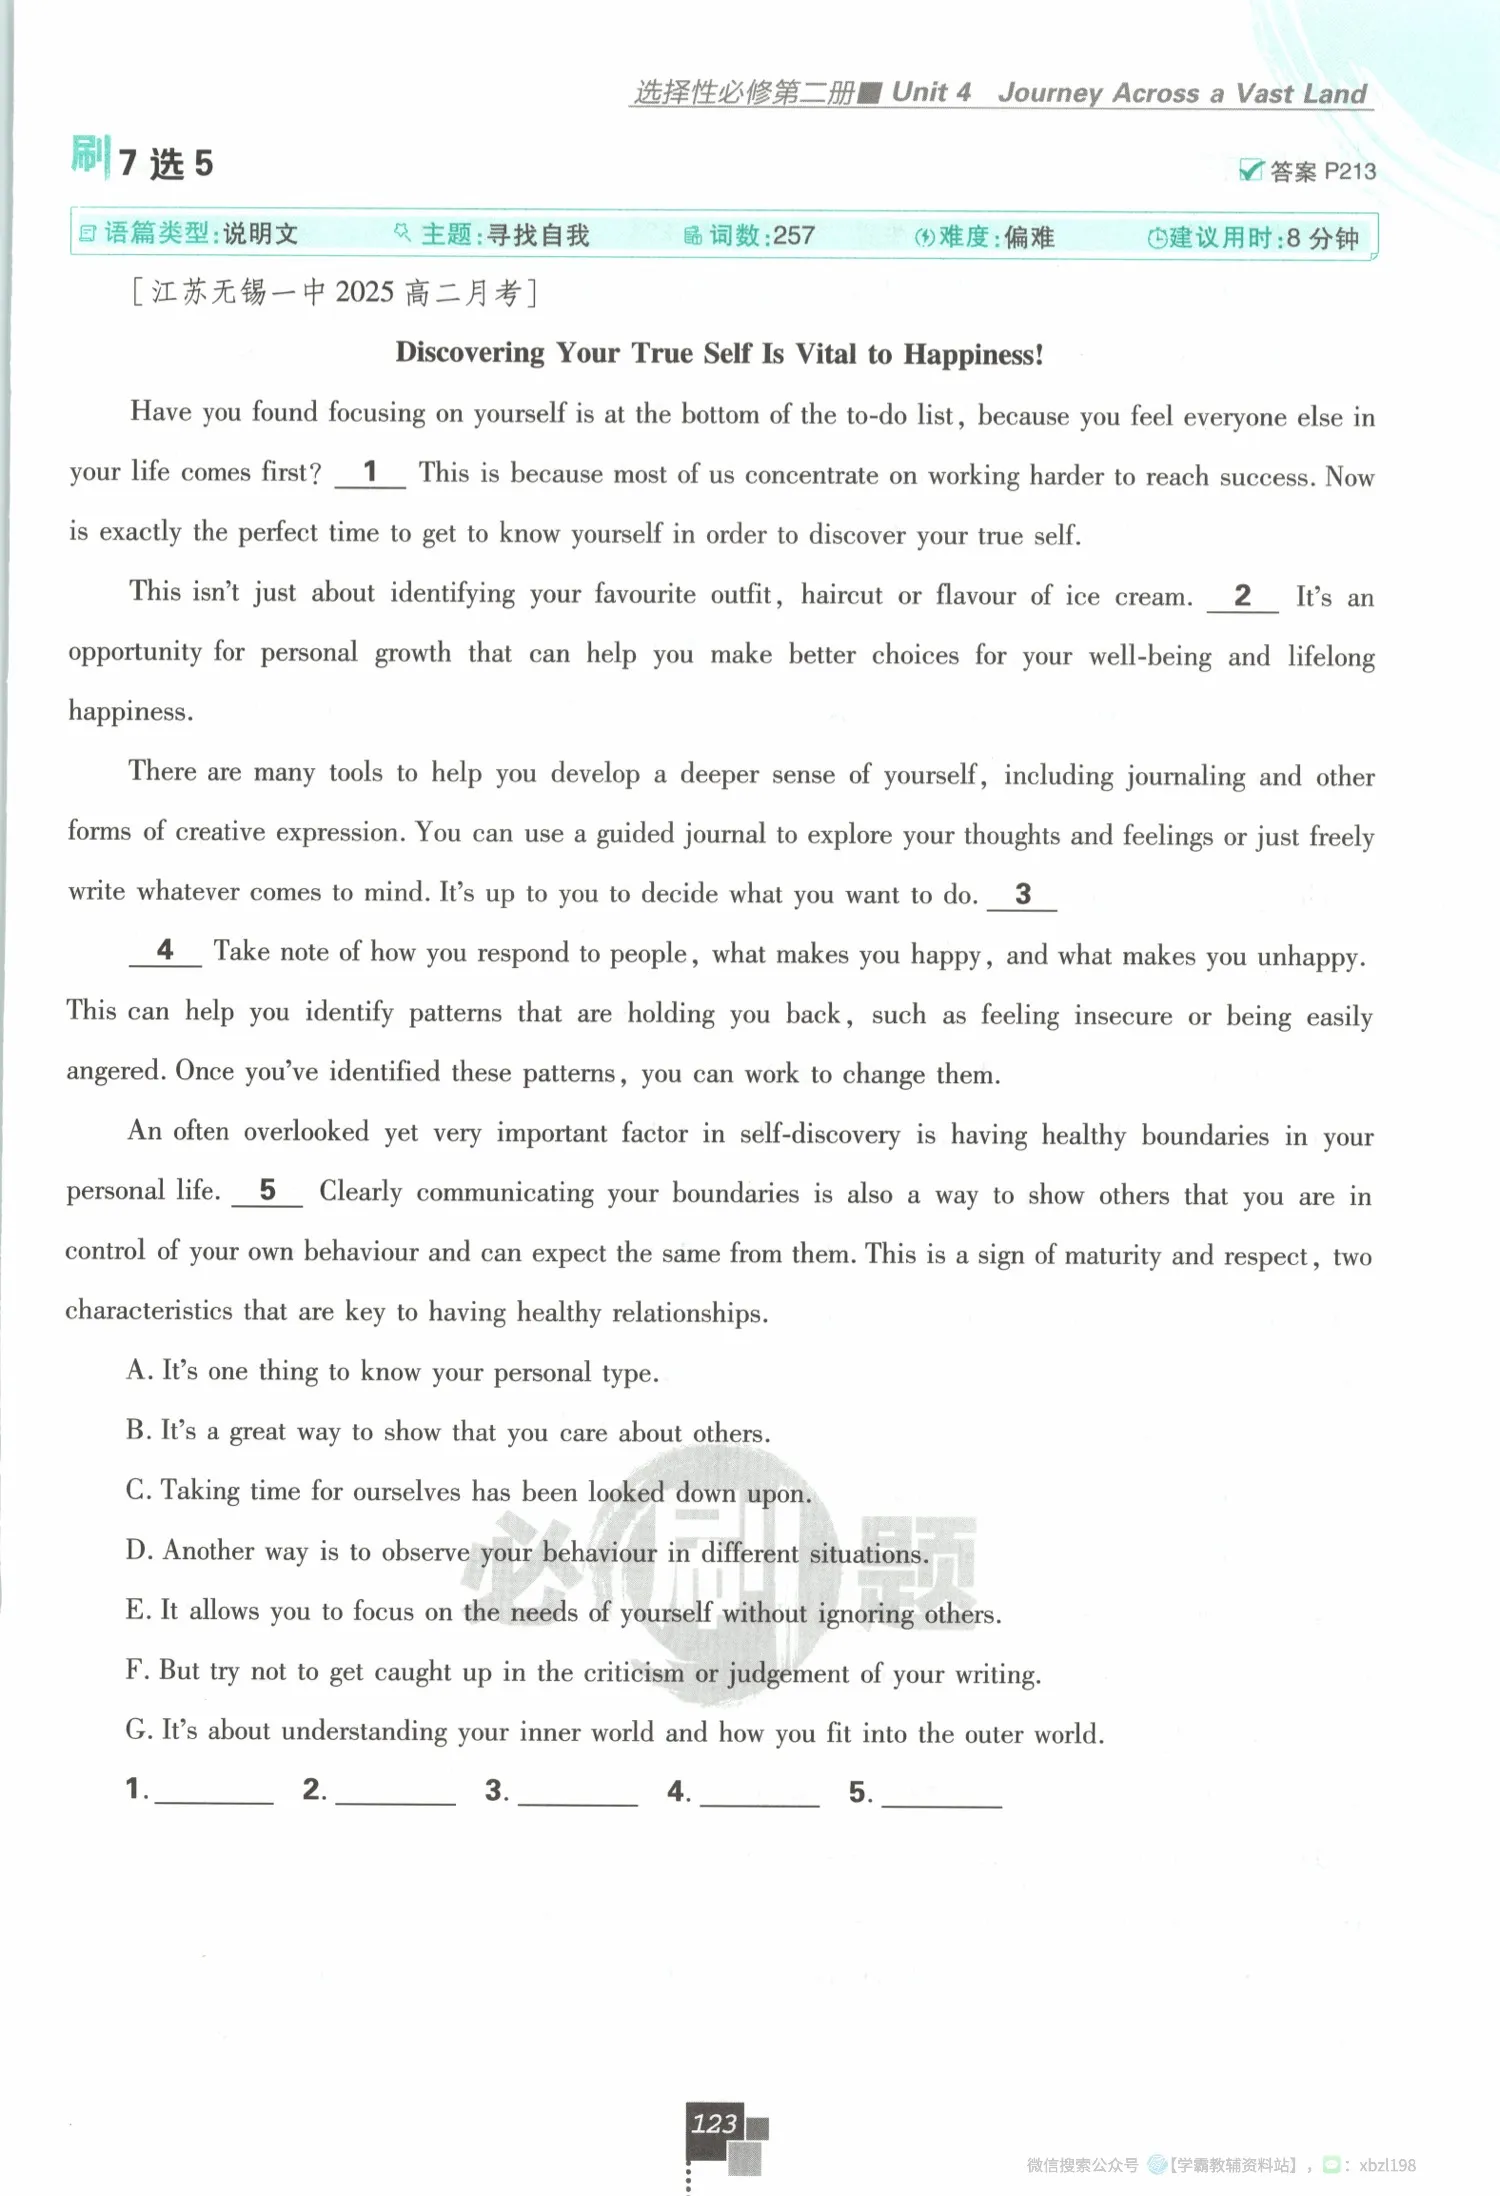 选择性必修第二册■ Unit 4 Journey Across a Vast Land
刷7选5
答案 P213
语篇类型:说明文 主题:寻找自我 词数:257 难度:偏难 建议用时:8分钟
[江苏无锡一中2025高二月考]
Discovering Your True Self Is Vital to Happiness!
Have you found focusing on yourself is at the bottom of the to-do list, because you feel everyone else in
your life comes first? 1 This is because most of us concentrate on working harder to reach success. Now
is exactly the perfect time to get to know yourself in order to discover your true self.
This isn't just about identifying your favourite outfit, haircut or flavour of ice cream. 2 It's an
opportunity for personal growth that can help you make better choices for your well-being and lifelong
happiness.
There are many tools to help you develop a deeper sense of yourself, including journaling and other
forms of creative expression. You can use a guided journal to explore your thoughts and feelings or just freely
write whatever comes to mind. It's up to you to decide what you want to do. 3
4 Take note of how you respond to people, what makes you happy, and what makes you unhappy.
This can help you identify patterns that are holding you back, such as feeling insecure or being easily
angered. Once you've identified these patterns, you can work to change them.
An often overlooked yet very important factor in self-discovery is having healthy boundaries in your
personal life. 5 Clearly communicating your boundaries is also a way to show others that you are in
control of your own behaviour and can expect the same from them. This is a sign of maturity and respect, two
characteristics that are key to having healthy relationships.
A. It's one thing to know your personal type.
B. It's a great way to show that you care about others.
C. Taking time for ourselves has been looked down upon.
D. Another way is to observe your behaviour in different situations.
E. It allows you to focus on the needs of yourself without ignoring others.
F. But try not to get caught up in the criticism or judgement of your writing.
G. It's about understanding your inner world and how you fit into the outer world.
1. 2. 3. 4. 5.
必刷题
123
微信搜索公众号【学霸教辅资料站】,:xbzl198